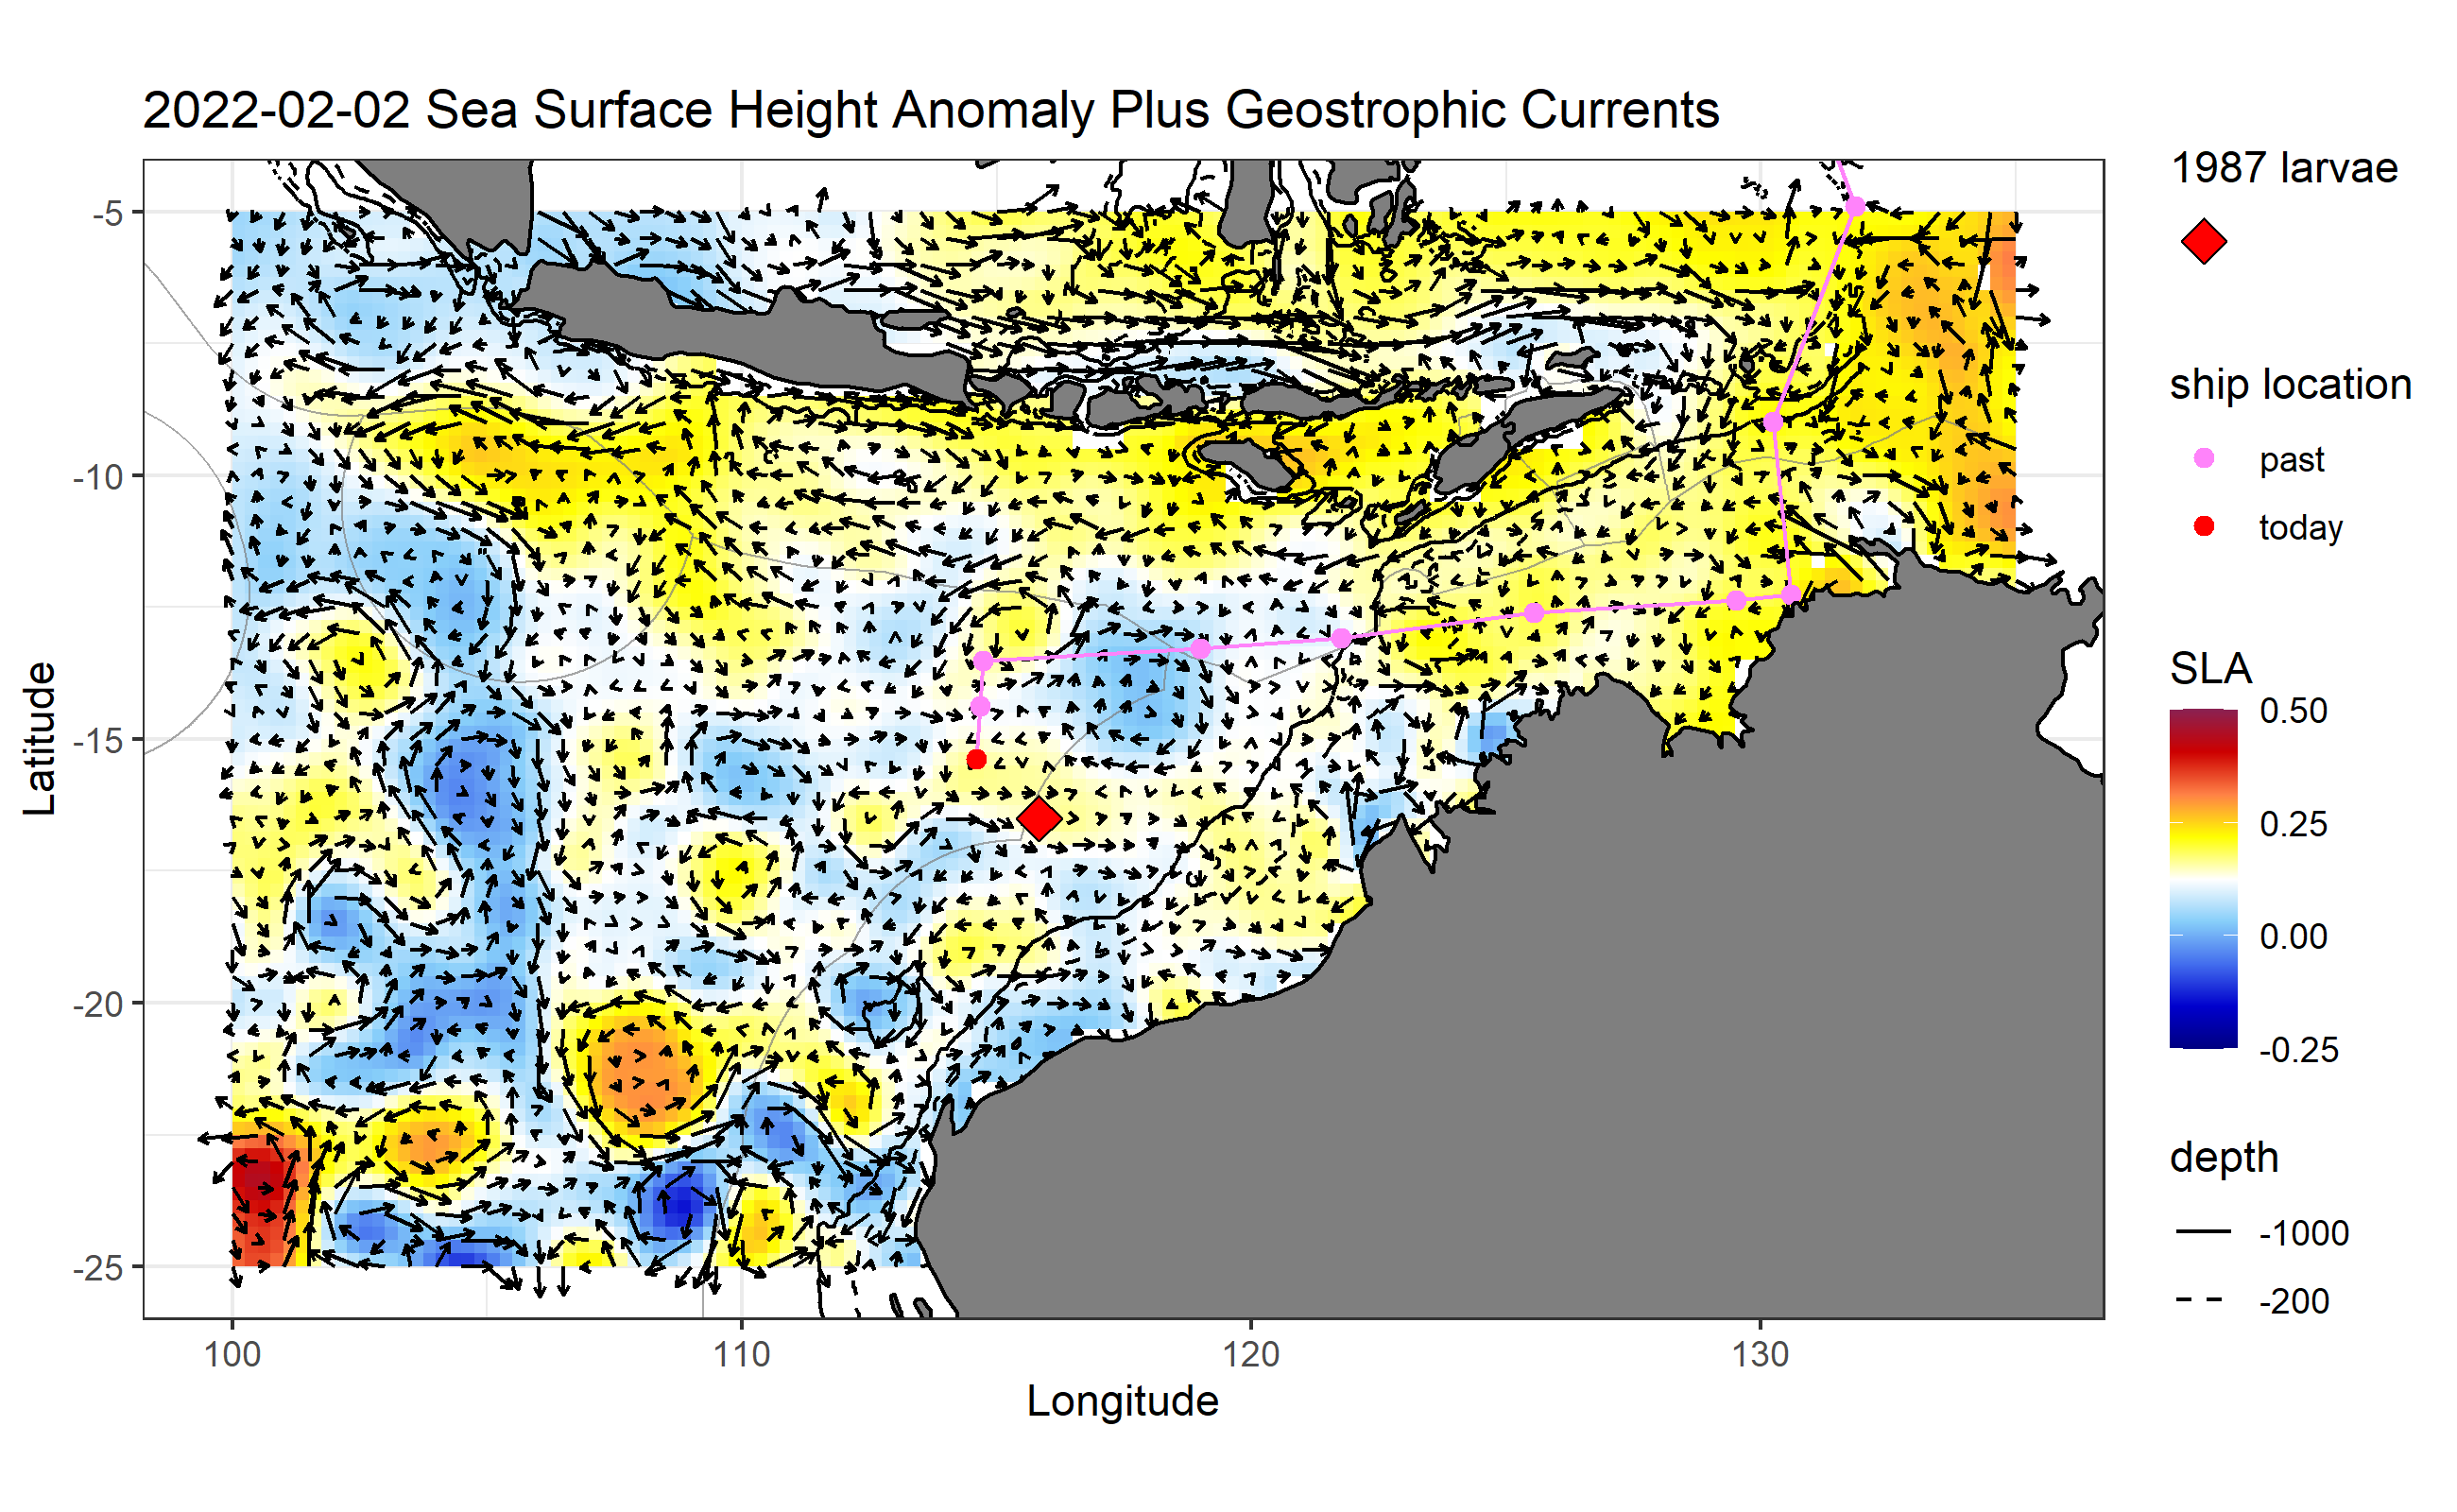 2022-02-02 Sea Surface Height Anomaly Plus Geostrophic Currents
-5
-10
-15
-20
-25
Latitude
100
110
120
130
Longitude
1987 larvae
ship location
past
today
SLA
0.50
0.25
0.00
-0.25
depth
-1000
-200